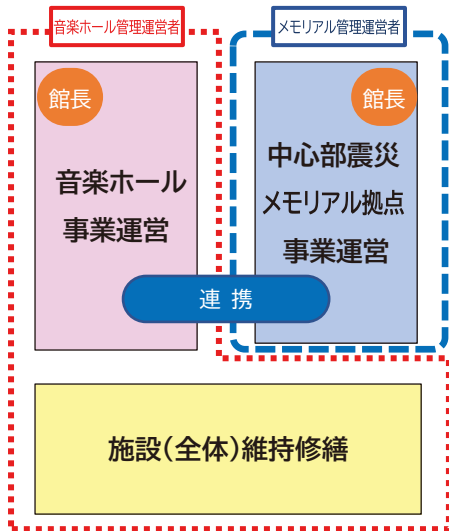 音楽ホール管理運営者
メモリアル管理運営者
館長
音楽ホール
事業運営
館長
中心部震災
メモリアル拠点
事業運営
連携
施設(全体)維持修繕